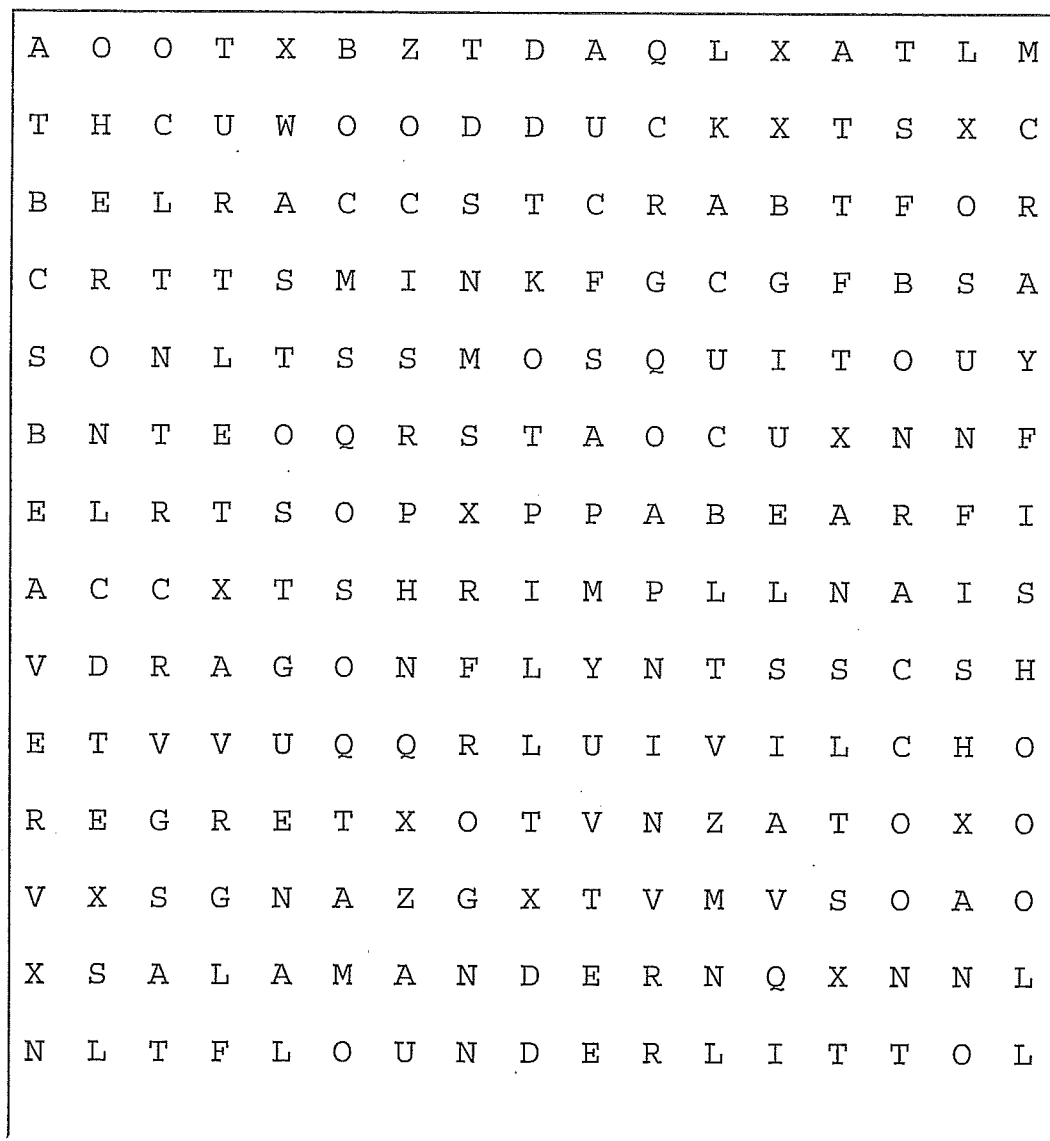 A O O T X B Z T D A Q L X A T L M
T H C U W O O D D U C K X T S X C
B E L R A C C S T C R A B T F O R
C R T T S M I N K F G C G F B S A
S O N L T S S M O S Q U I T O U Y
B N T E O Q R S T A O C U X N N F
E L R T S O P X P P A B E A R F I
A C C X T S H R I M P L L N A I S
V D R A G O N F L Y N T S S C S H
E T V V U Q Q R L U I V I L C H O
R E G R E T X O T V N Z A T O X O
V X S G N A Z G X T V M V S O A O
X S A L A M A N D E R N Q X N N L
N L T F L O U N D E R L I T T O L